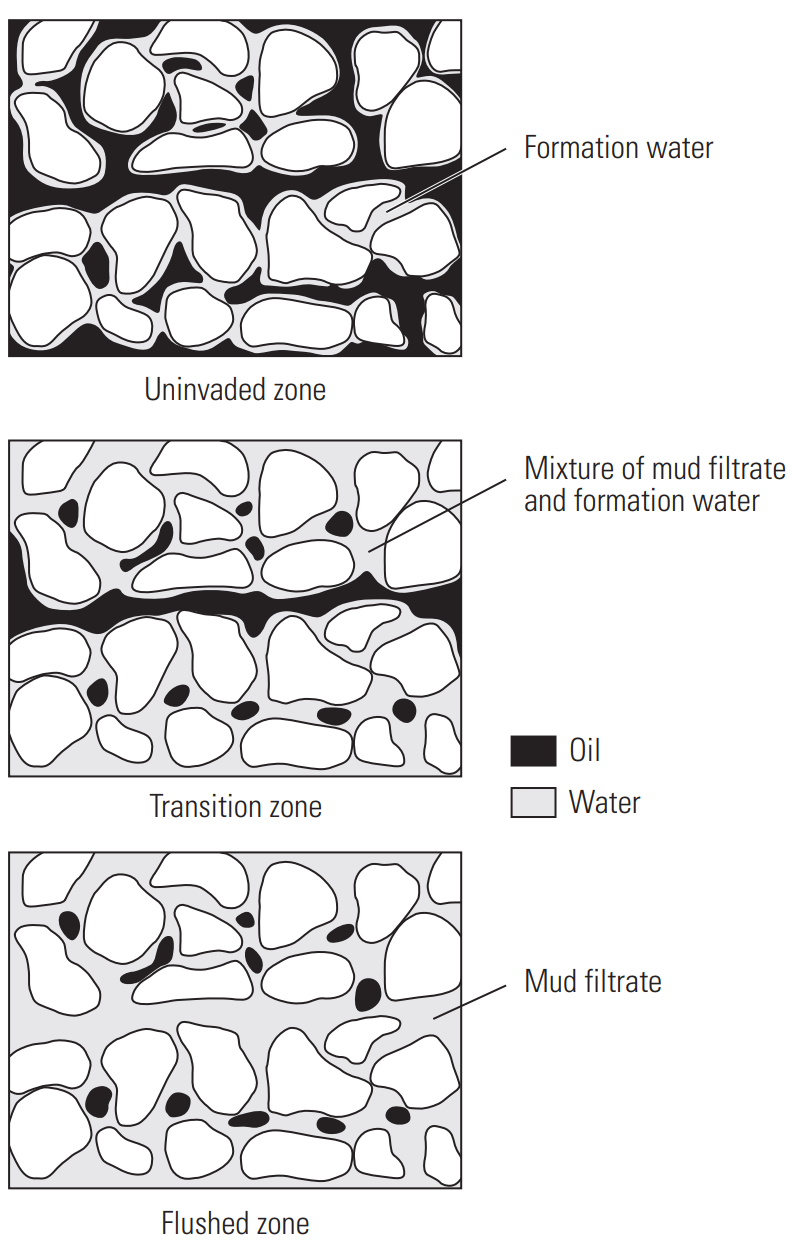 Formation water
Uninvaded zone
Mixture of mud filtrate
and formation water
Oil
Water
Transition zone
Mud filtrate
Flushed zone